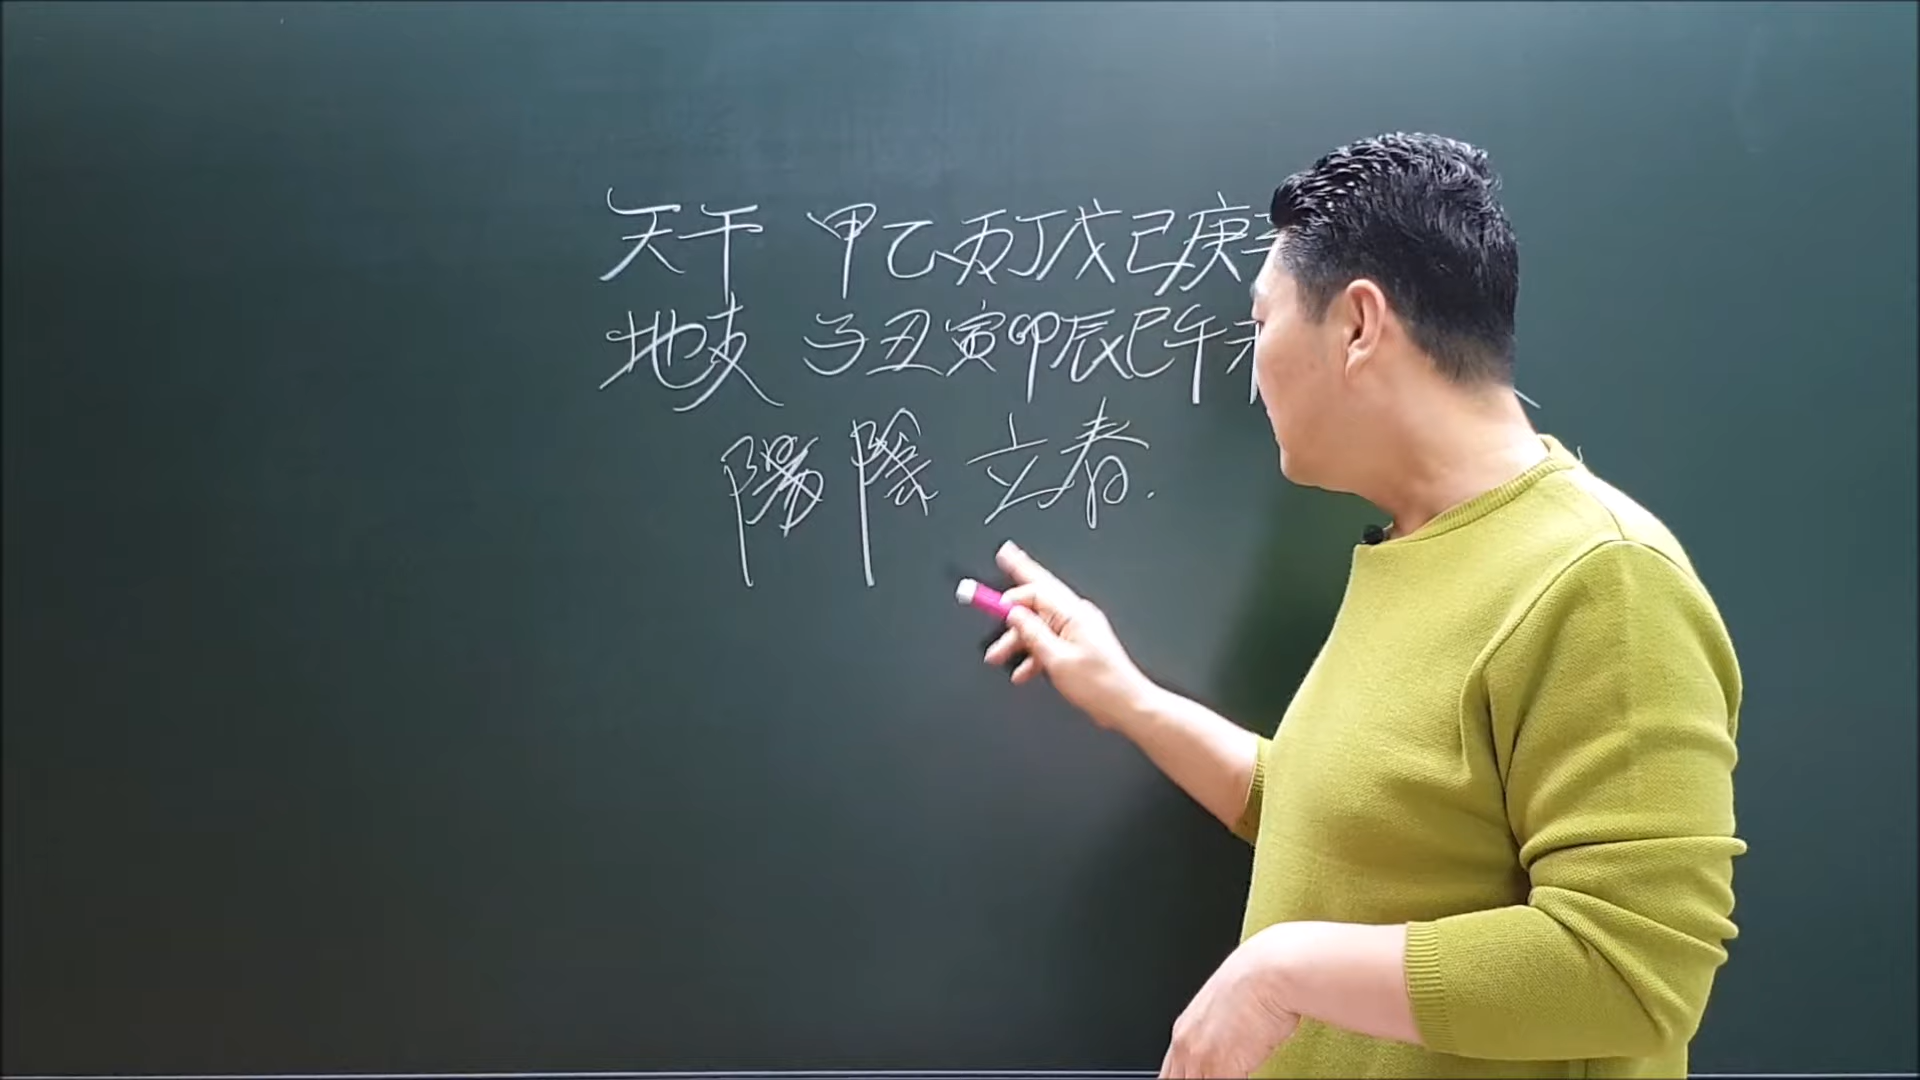 天干 甲乙丙丁戊己庚辛
地支 子丑寅卯辰巳午未
陽 陰 立春.